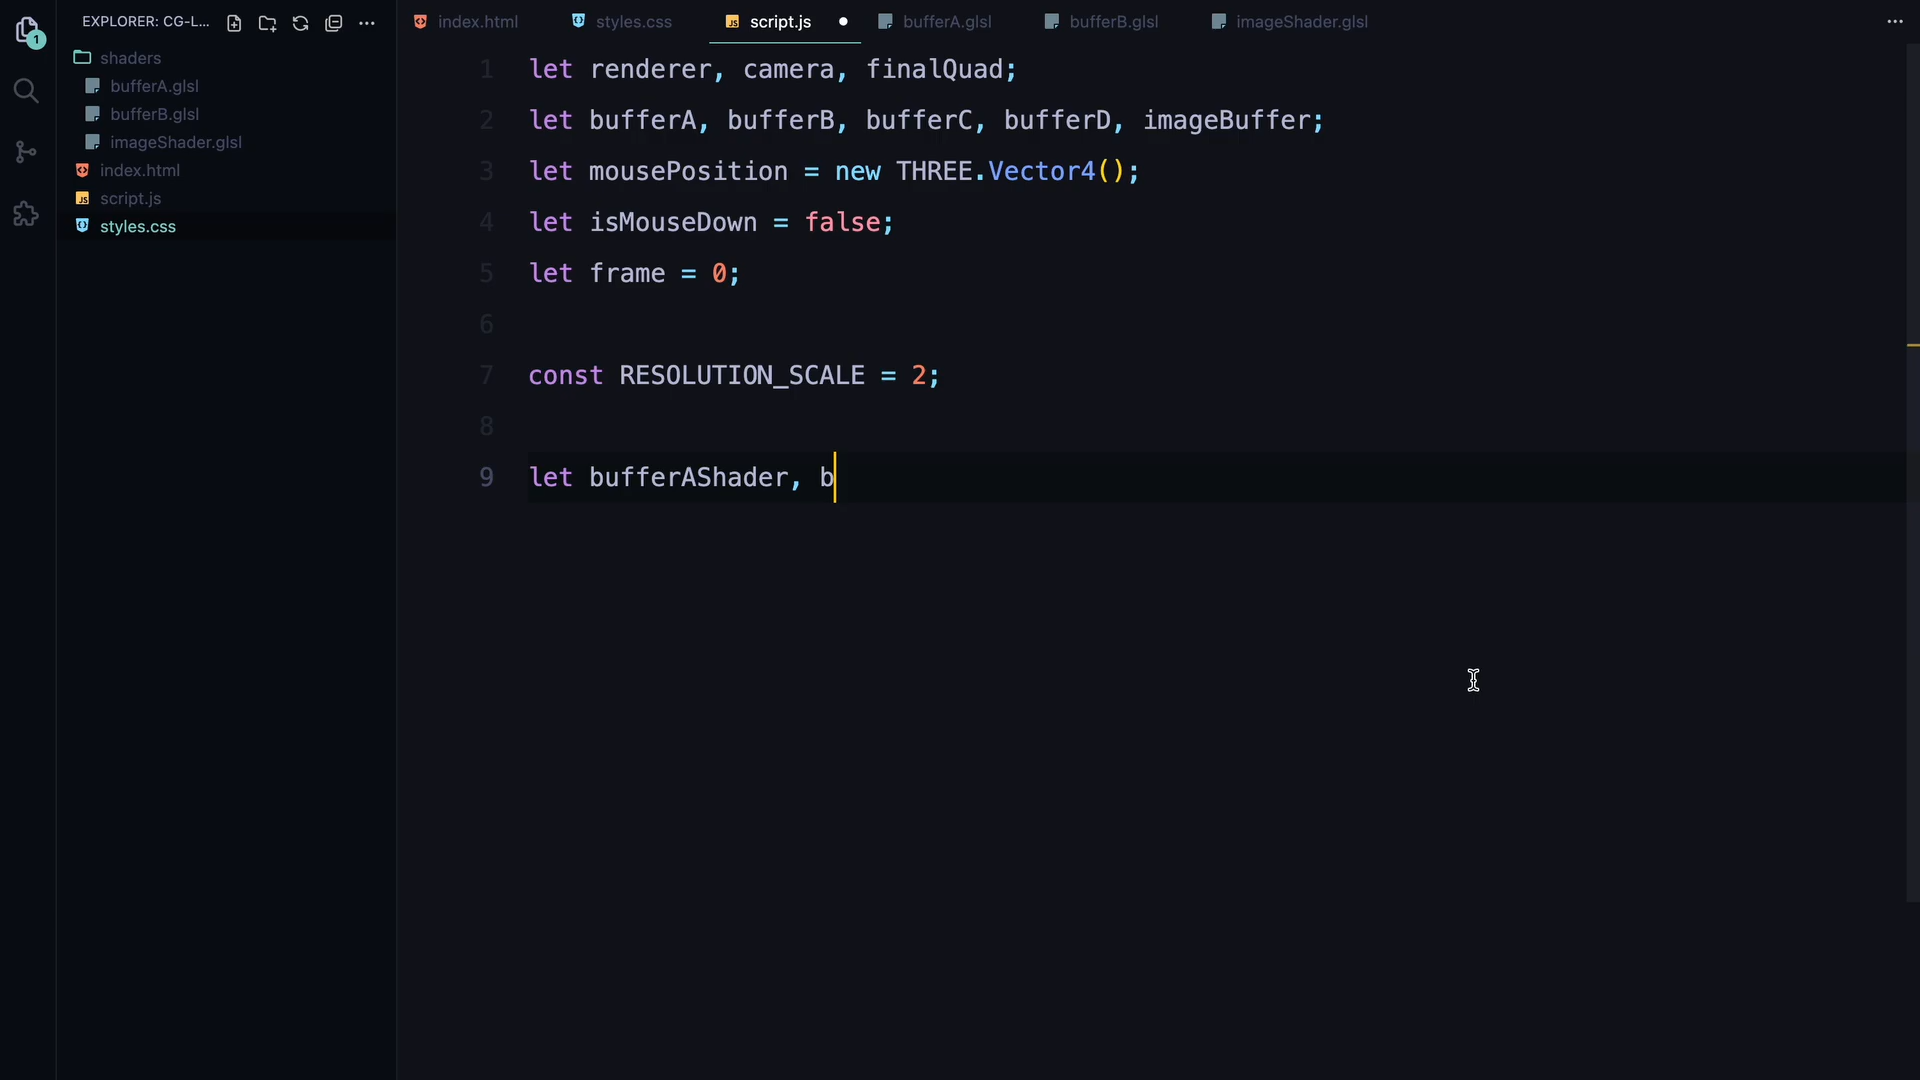 EXPLORER: CG-L...
shaders
bufferA.glsl
bufferB.glsl
imageShader.glsl
index.html
script.js
styles.css
1
index.html
styles.css
script.js
bufferA.glsl
bufferB.glsl
imageShader.glsl
1 let renderer, camera, finalQuad;
2 let bufferA, bufferB, bufferC, bufferD, imageBuffer;
3 let mousePosition = new THREE.Vector4();
4 let isMouseDown = false;
5 let frame = 0;
6
7 const RESOLUTION_SCALE = 2;
8
9 let bufferAShader, b